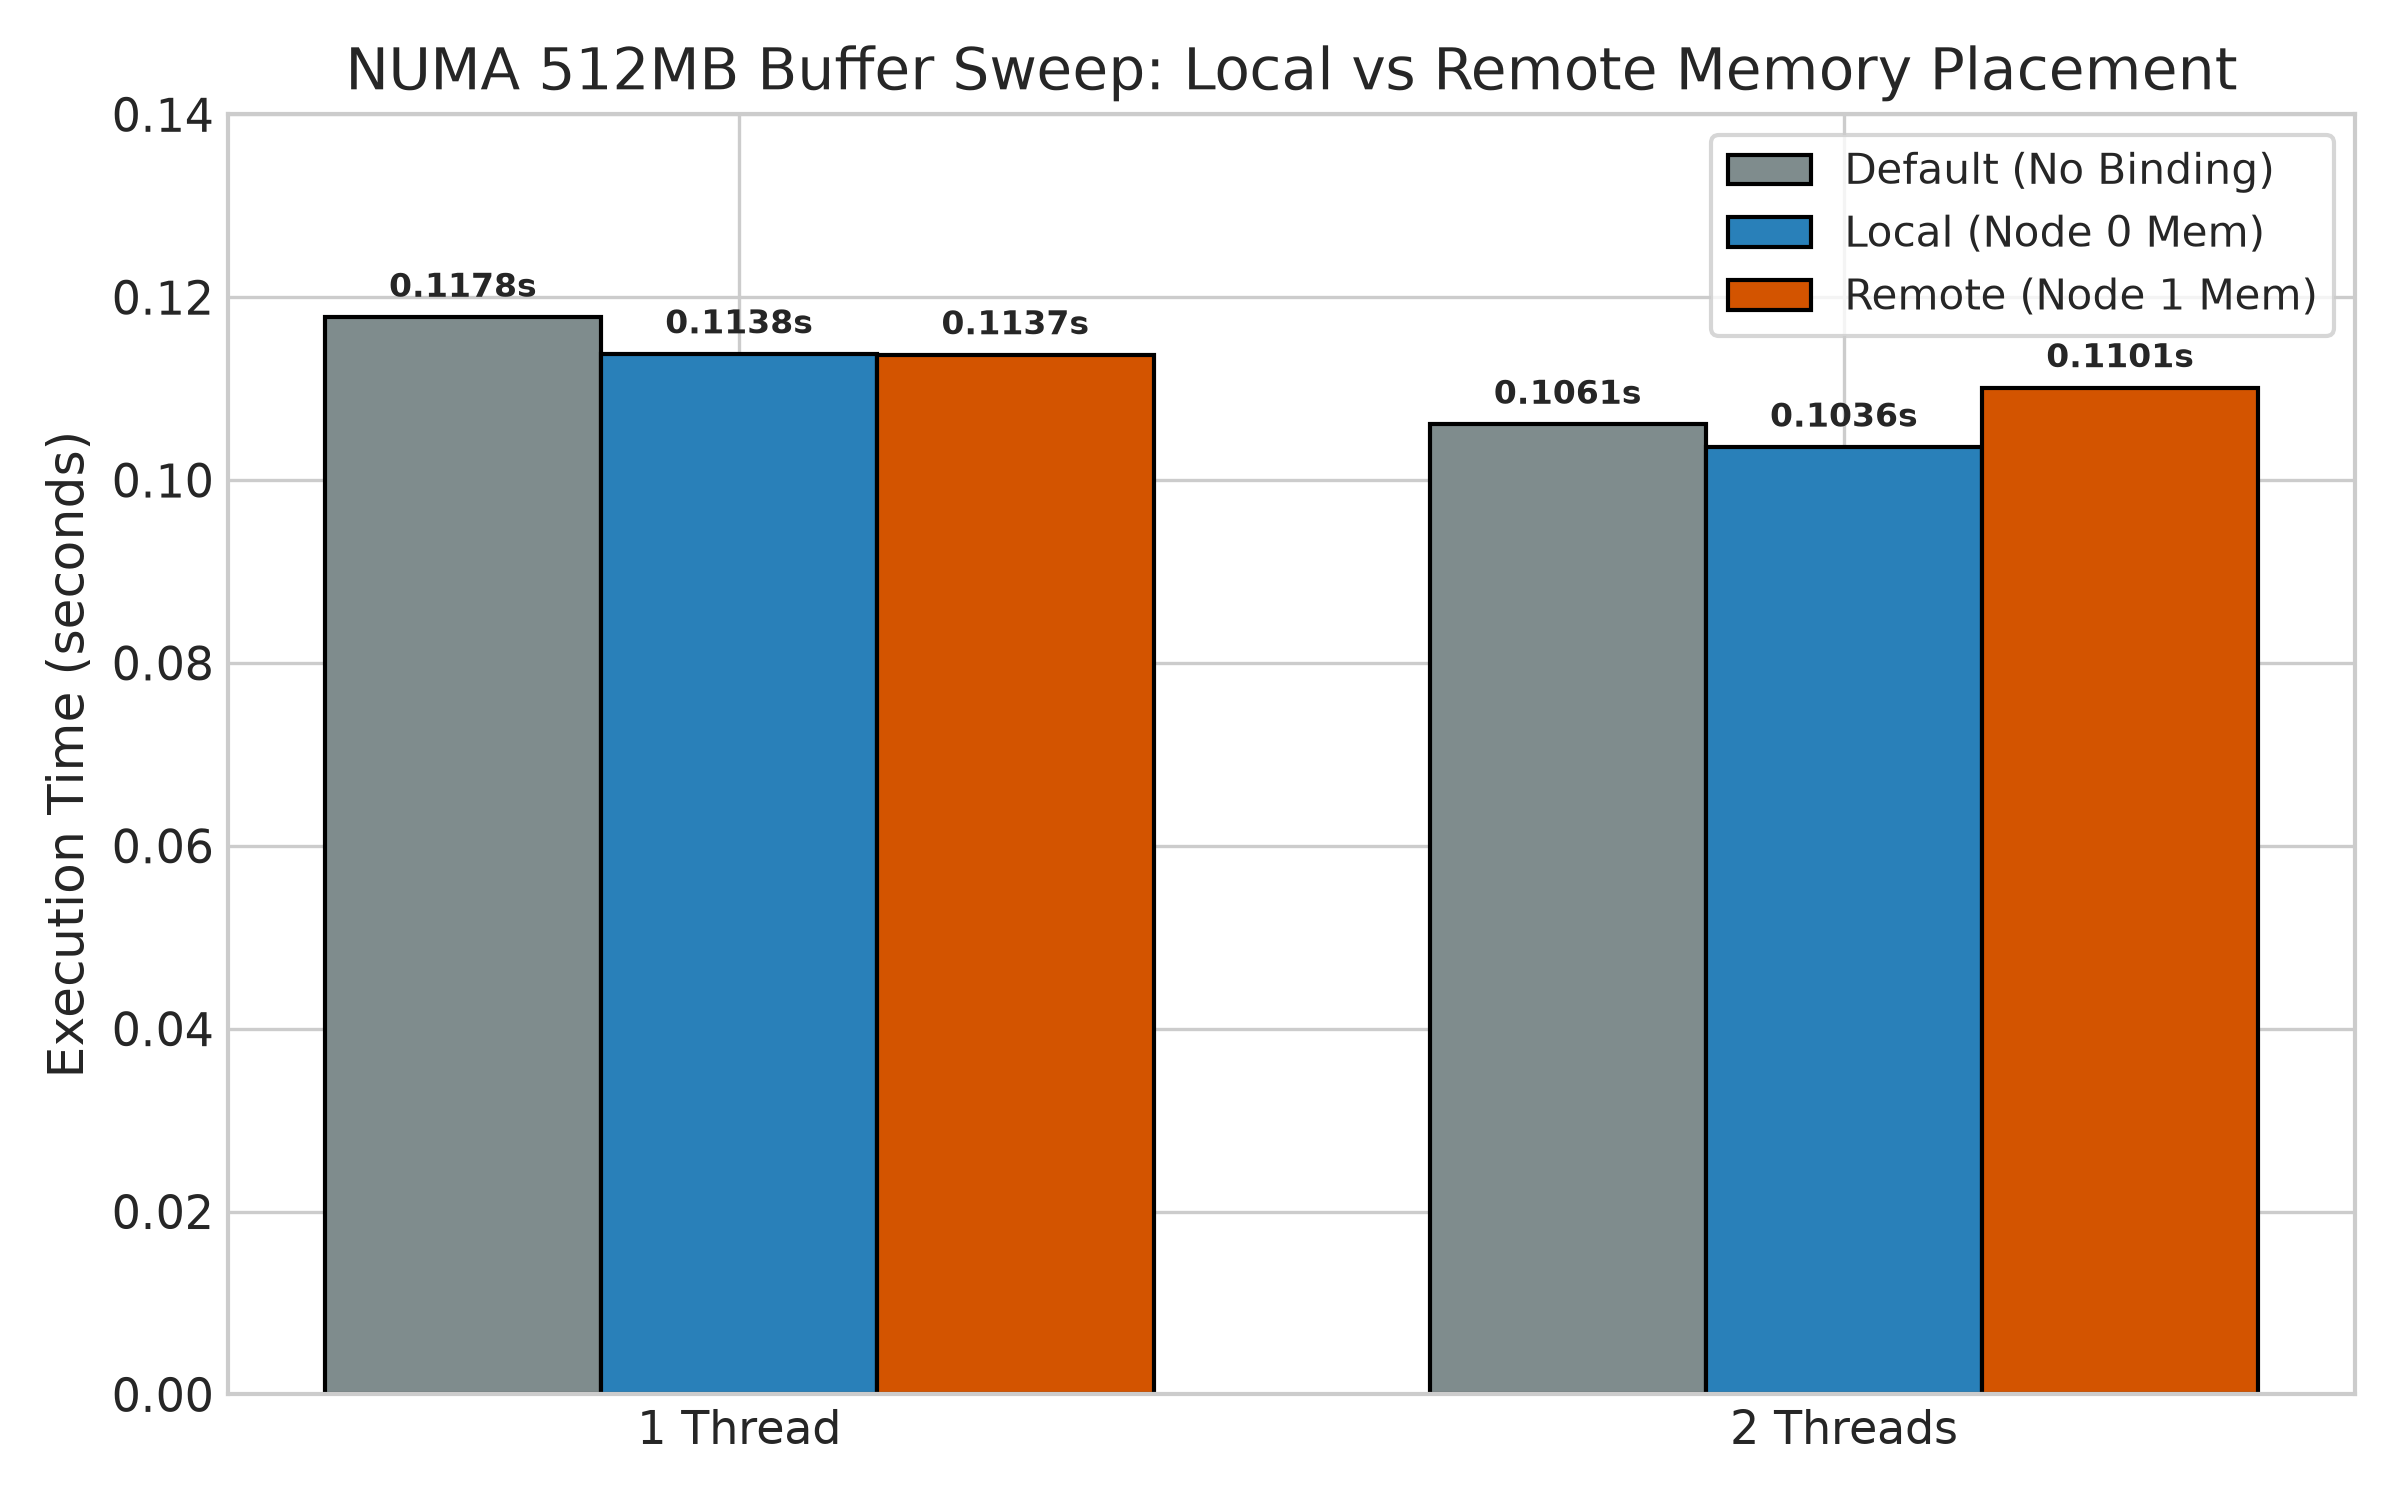 NUMA 512MB Buffer Sweep: Local vs Remote Memory Placement
Execution Time (seconds)
0.14
0.12
0.10
0.08
0.06
0.04
0.02
0.00
Default (No Binding)
Local (Node 0 Mem)
Remote (Node 1 Mem)
0.1178s
0.1138s
0.1137s
0.1061s
0.1036s
0.1101s
1 Thread
2 Threads